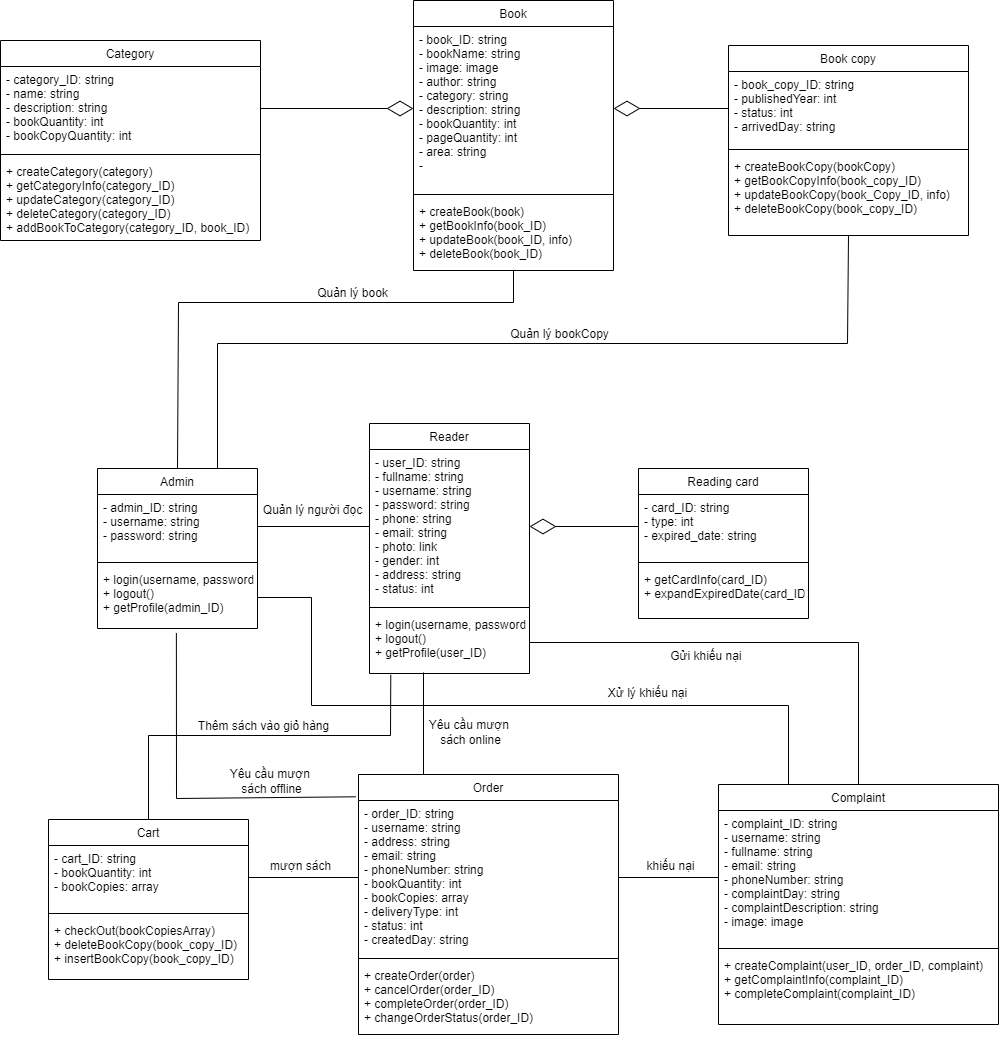 Book
- book_ID: string
- bookName: string
- image: image
- author: string
- category: string
- description: string
- bookQuantity: int
- pageQuantity: int
- area: string
-
+ createBook(book)
+ getBookInfo(book_ID)
+ updateBook(book_ID, info)
+ deleteBook(book_ID)
Category
- category_ID: string
- name: string
- description: string
- bookQuantity: int
- bookCopyQuantity: int
+ createCategory(category)
+ getCategoryInfo(category_ID)
+ updateCategory(category_ID)
+ deleteCategory(category_ID)
+ addBookToCategory(category_ID, book_ID)
Book copy
- book_copy_ID: string
- publishedYear: int
- status: int
- arrivedDay: string
+ createBookCopy(bookCopy)
+ getBookCopyInfo(book_copy_ID)
+ updateBookCopy(book_Copy_ID, info)
+ deleteBookCopy(book_copy_ID)
Quản lý book
Quản lý bookCopy
Reader
- user_ID: string
- fullname: string
- username: string
- password: string
- phone: string
- email: string
- photo: link
- gender: int
- address: string
- status: int
+ login(username, password
+ logout()
+ getProfile(user_ID)
Admin
- admin_ID: string
- username: string
- password: string
+ login(username, password
+ logout()
+ getProfile(admin_ID)
Quản lý người đọc
Reading card
- card_ID: string
- type: int
- expired_date: string
+ getCardInfo(card_ID)
+ expandExpiredDate(card_ID
Gửi khiếu nại
Xử lý khiếu nại
Thêm sách vào giỏ hàng
Yêu cầu mượn
sách online
Yêu cầu mượn
sách offline
Cart
- cart_ID: string
- bookQuantity: int
- bookCopies: array
+ checkOut(bookCopiesArray)
+ deleteBookCopy(book_copy_ID)
+ insertBookCopy(book_copy_ID)
mượn sách
Order
- order_ID: string
- username: string
- address: string
- email: string
- phoneNumber: string
- bookQuantity: int
- bookCopies: array
- deliveryType: int
- status: int
- createdDay: string
+ createOrder(order)
+ cancelOrder(order_ID)
+ completeOrder(order_ID)
+ changeOrderStatus(order_ID)
khiếu nại
Complaint
- complaint_ID: string
- username: string
- fullname: string
- email: string
- phoneNumber: string
- complaintDay: string
- complaintDescription: string
- image: image
+ createComplaint(user_ID, order_ID, complaint)
+ getComplaintInfo(complaint_ID)
+ completeComplaint(complaint_ID)